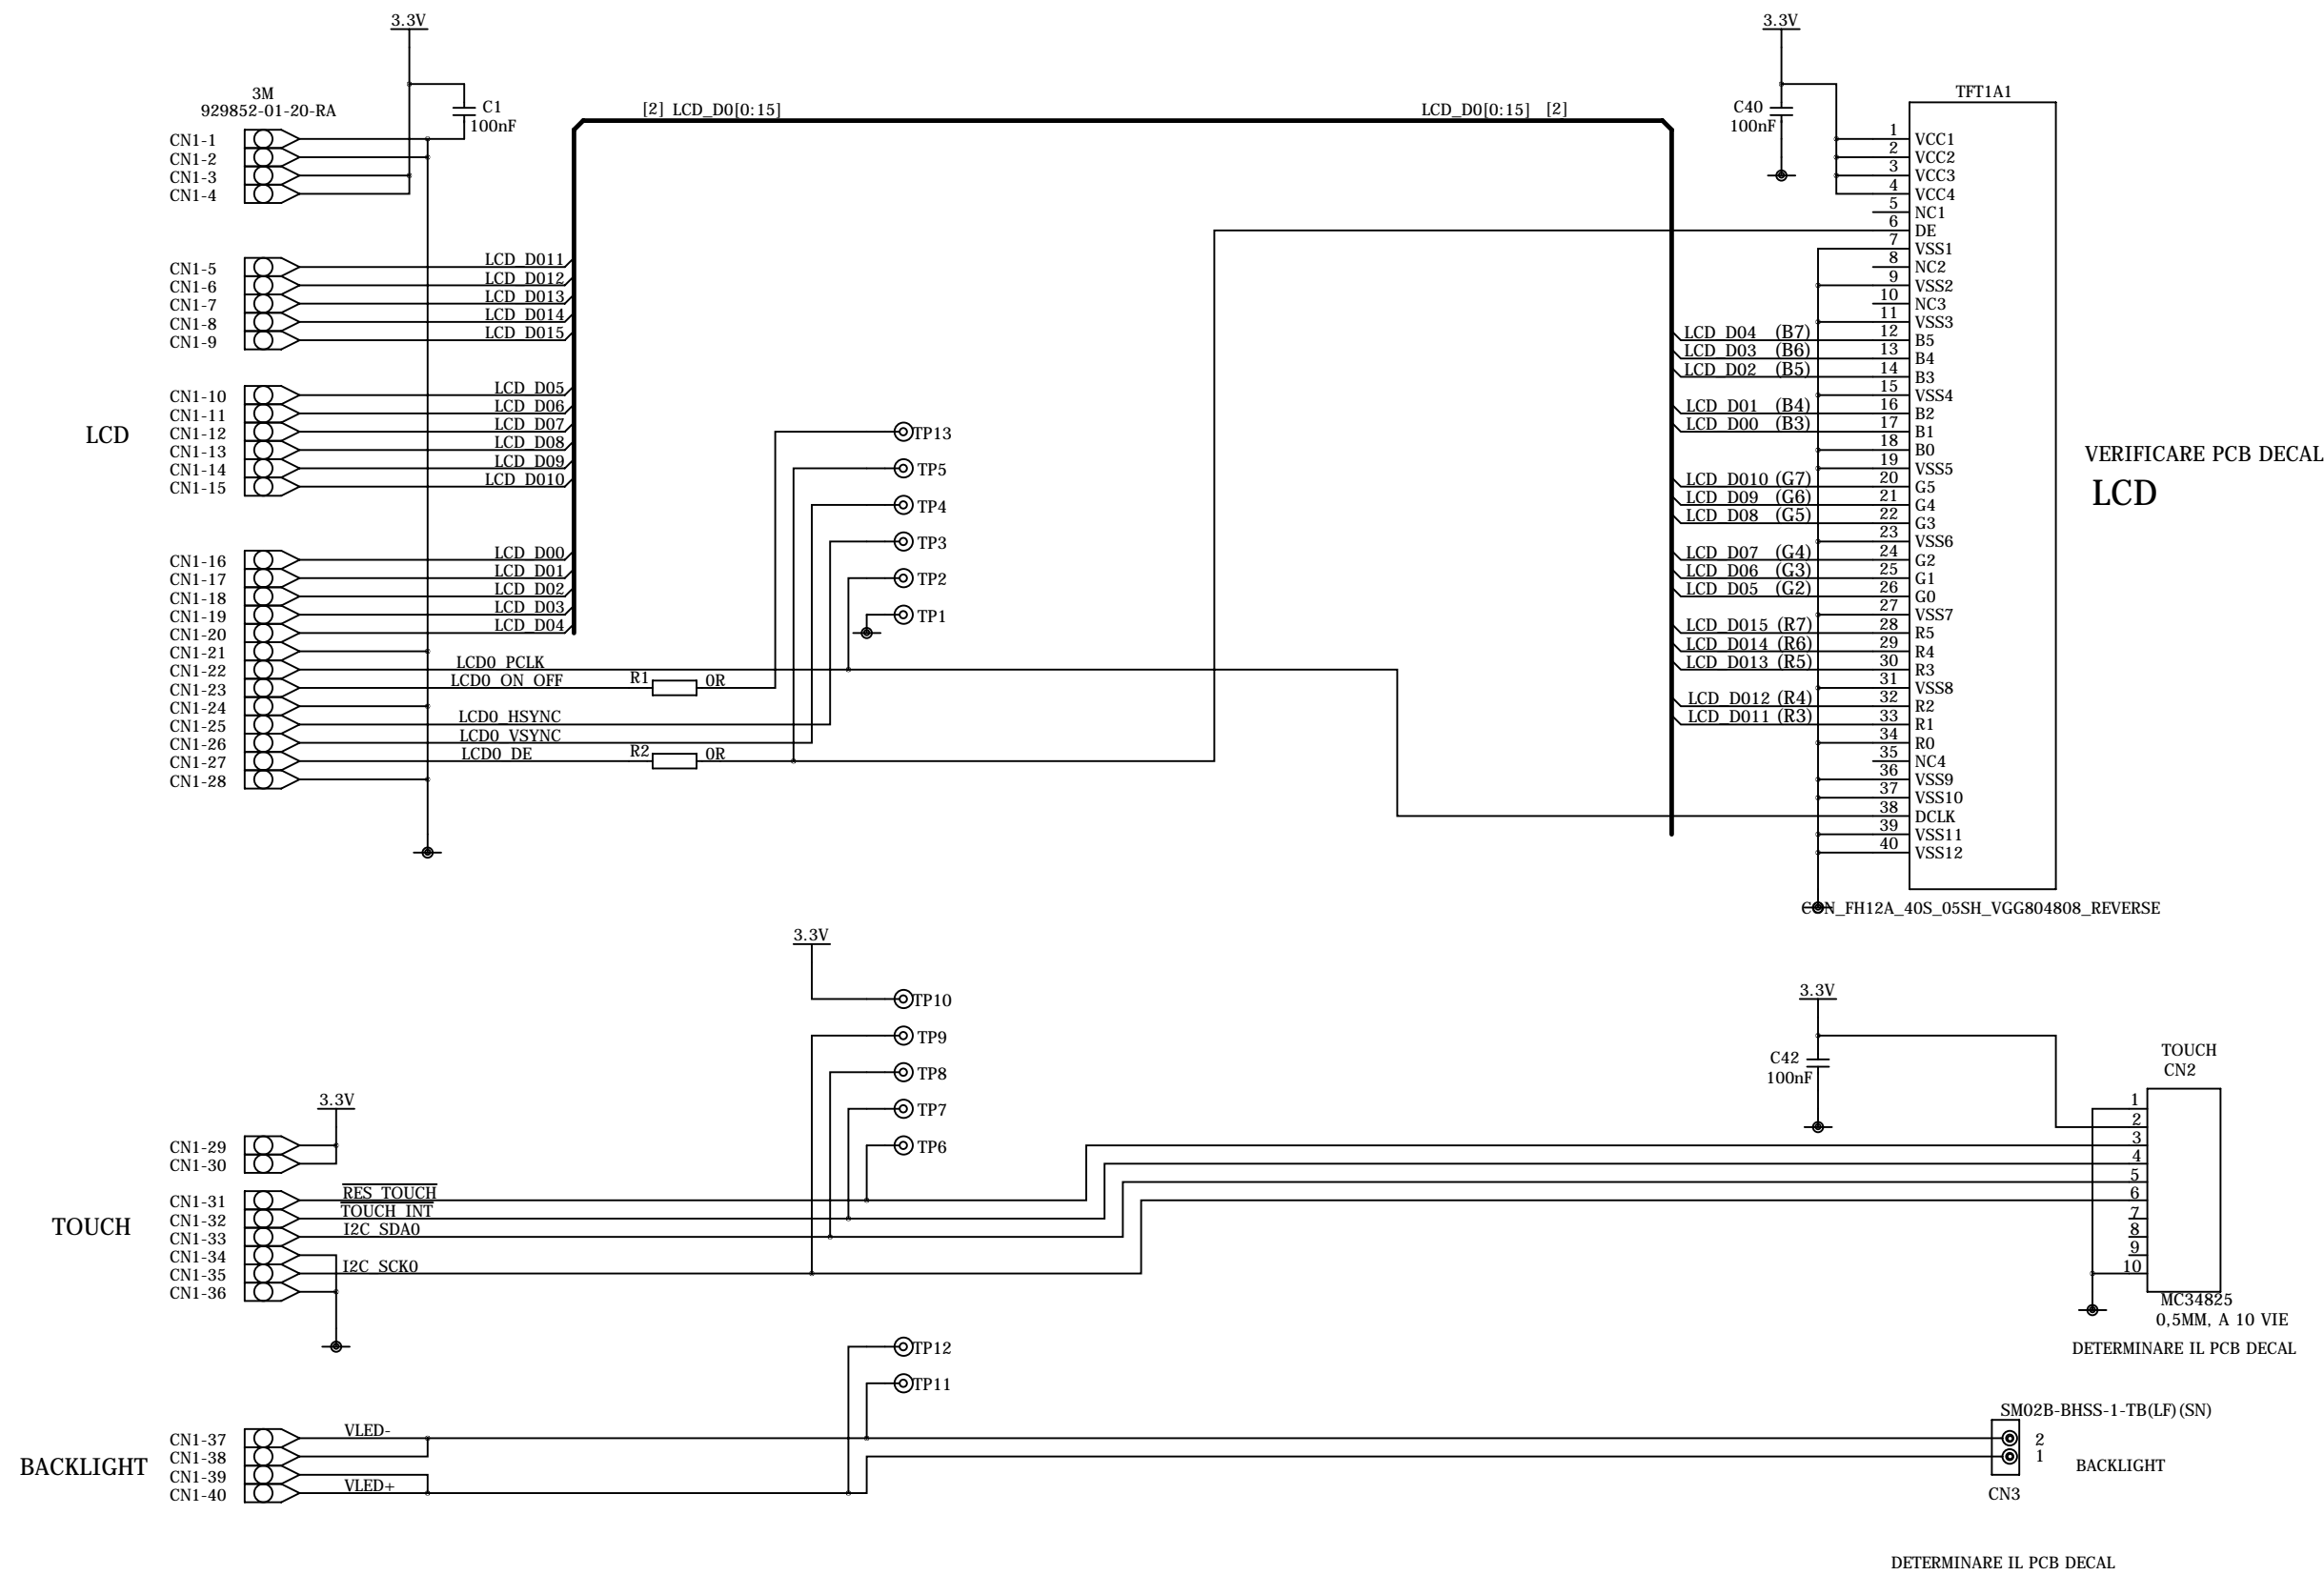 3.3V
3M
929852-01-20-RA
C1
100nF
CN1-1
CN1-2
CN1-3
CN1-4
[2] LCD_D0[0:15]
LCD_D0[0:15] [2]
CN1-5 LCD_D011
CN1-6 LCD_D012
CN1-7 LCD_D013
CN1-8 LCD_D014
CN1-9 LCD_D015
CN1-10 LCD_D05
CN1-11 LCD_D06
CN1-12 LCD_D07
CN1-13 LCD_D08
CN1-14 LCD_D09
CN1-15 LCD_D010
LCD
CN1-16 LCD_D00
CN1-17 LCD_D01
CN1-18 LCD_D02
CN1-19 LCD_D03
CN1-20 LCD_D04
CN1-21
CN1-22 LCD0_PCLK
CN1-23 LCD0_ON_OFF R1 0R
CN1-24
CN1-25 LCD0_HSYNC
CN1-26 LCD0_VSYNC
CN1-27 LCD0_DE R2 0R
CN1-28
TP13
TP5
TP4
TP3
TP2
TP1
3.3V
C40
100nF
TFT1A1
1 VCC1
2 VCC2
3 VCC3
4 VCC4
5 NC1
6 DE
7 VSS1
8 NC2
9 VSS2
10 NC3
11 VSS3
LCD_D04 (B7) 12 B5
LCD_D03 (B6) 13 B4
LCD_D02 (B5) 14 B3
15 VSS4
LCD_D01 (B4) 16 B2
LCD_D00 (B3) 17 B1
18 B0
19 VSS5
LCD_D010 (G7) 20 G5
LCD_D09 (G6) 21 G4
LCD_D08 (G5) 22 G3
23 VSS6
LCD_D07 (G4) 24 G2
LCD_D06 (G3) 25 G1
LCD_D05 (G2) 26 G0
27 VSS7
LCD_D015 (R7) 28 R5
LCD_D014 (R6) 29 R4
LCD_D013 (R5) 30 R3
31 VSS8
LCD_D012 (R4) 32 R2
LCD_D011 (R3) 33 R1
34 R0
35 NC4
36 VSS9
37 VSS10
38 DCLK
39 VSS11
40 VSS12
CON_FH12A_40S_05SH_VGG804808_REVERSE
VERIFICARE PCB DECAL
LCD
3.3V
TP10
TP9
TP8
TP7
TP6
3.3V
CN1-29
CN1-30
CN1-31 RES_TOUCH
CN1-32 TOUCH_INT
CN1-33 I2C_SDA0
CN1-34
CN1-35 I2C_SCK0
CN1-36
TOUCH
3.3V
C42
100nF
TOUCH
CN2
1
2
3
4
5
6
7
8
9
10
MC34825
0,5MM, A 10 VIE
DETERMINARE IL PCB DECAL
TP12
TP11
BACKLIGHT
CN1-37 VLED-
CN1-38
CN1-39
CN1-40 VLED+
SM02B-BHSS-1-TB(LF)(SN)
2
1
BACKLIGHT
CN3
DETERMINARE IL PCB DECAL